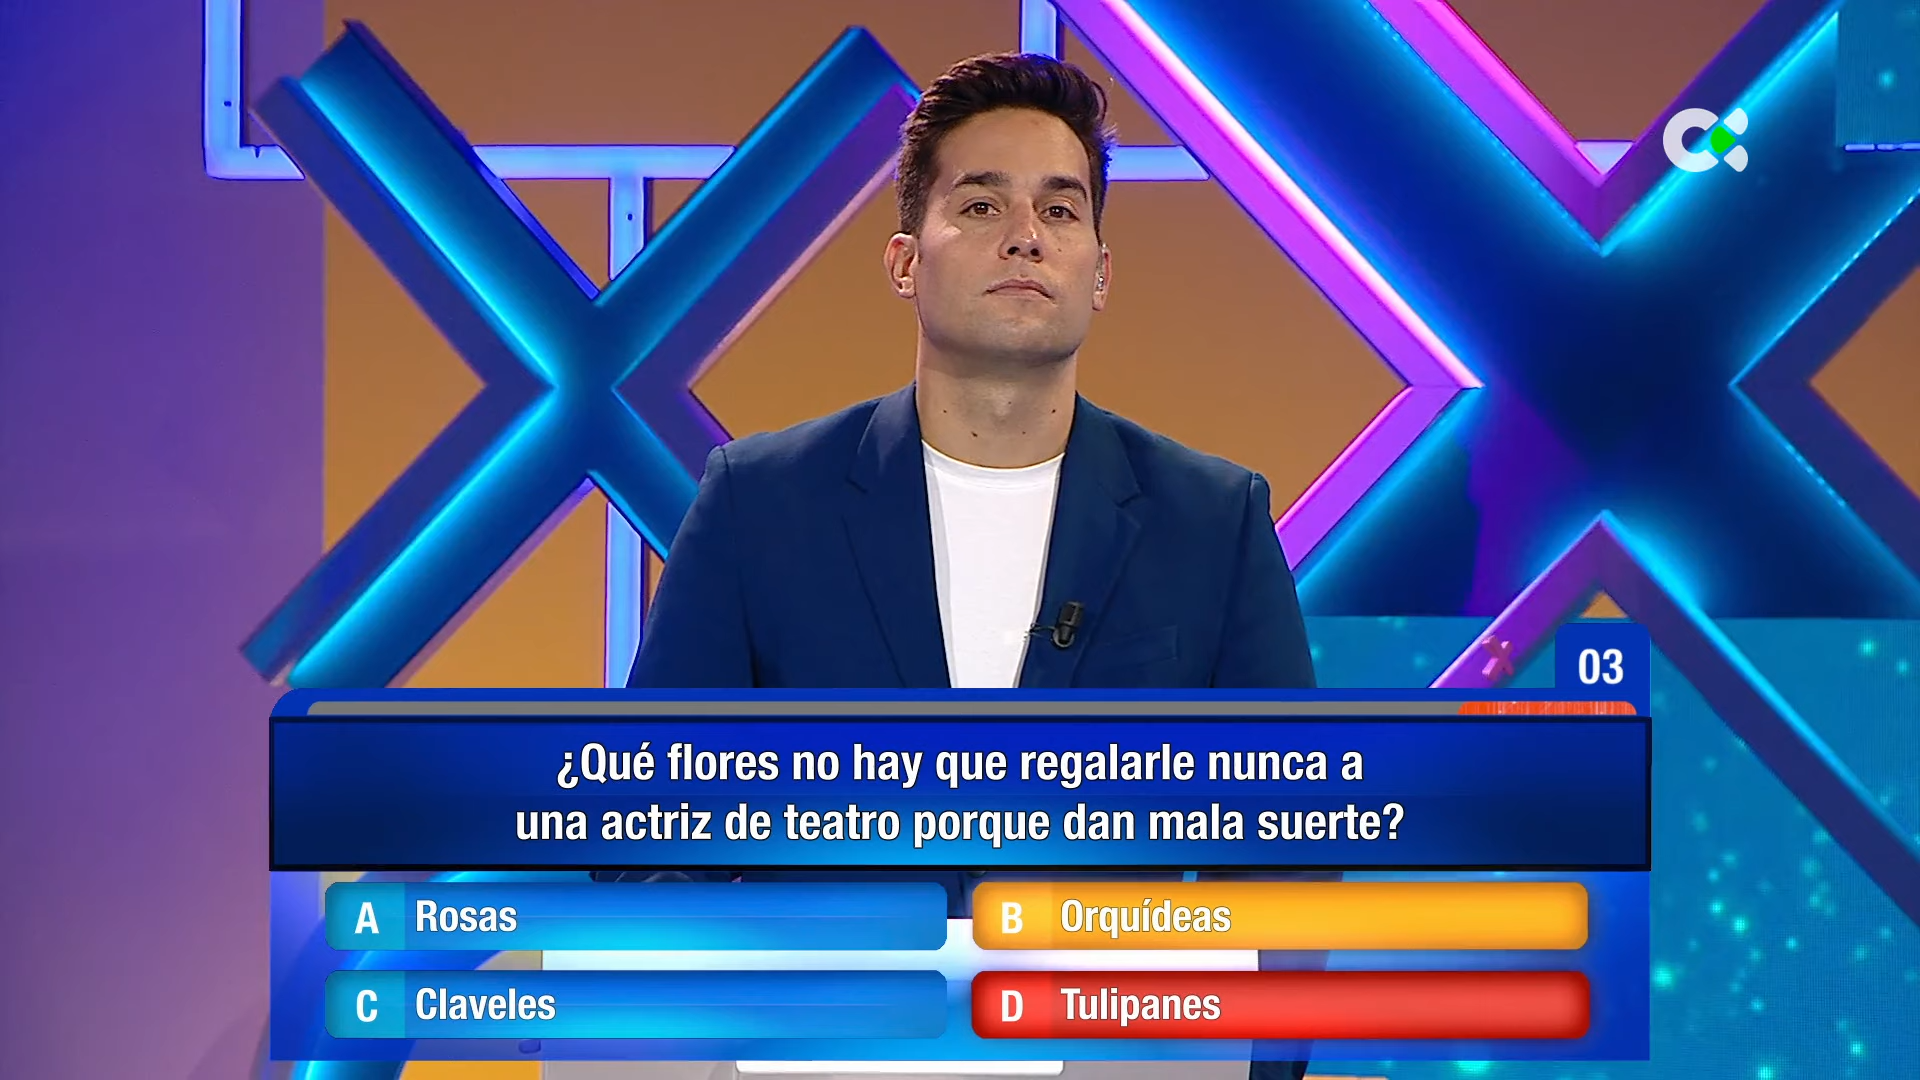 03
¿Qué flores no hay que regalarle nunca a
una actriz de teatro porque dan mala suerte?
A Rosas
B Orquídeas
C Claveles
D Tulipanes